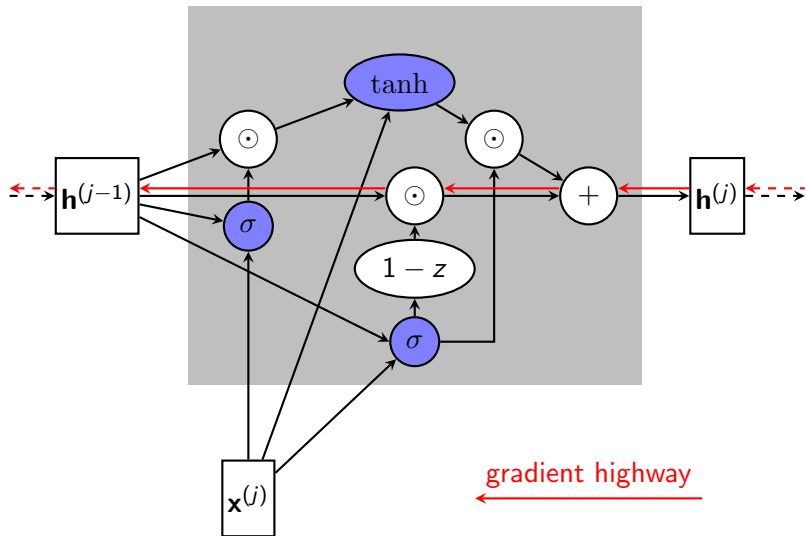 tanh
⊙
⊙
h^(j−1)
⊙
+
h^(j)
σ
1 − z
σ
x^(j)
gradient highway